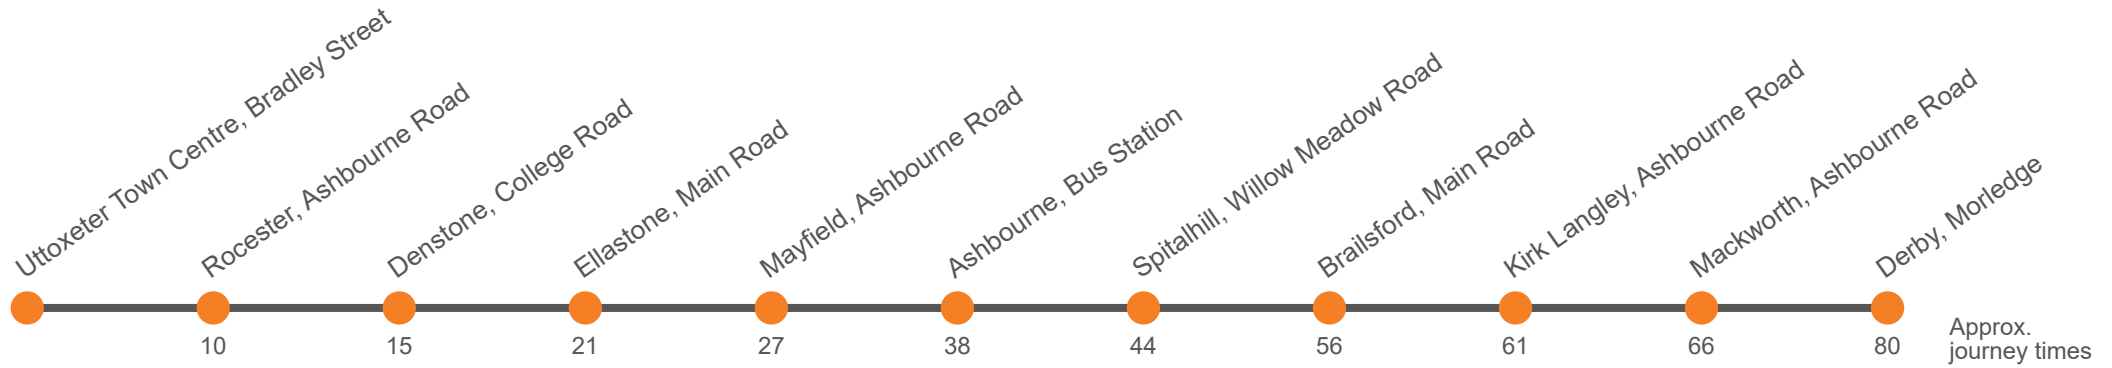 Uttoxeter Town Centre, Bradley Street
Rocester, Ashbourne Road
Denstone, College Road
Ellastone, Main Road
Mayfield, Ashbourne Road
Ashbourne, Bus Station
Spitalhill, Willow Meadow Road
Brailsford, Main Road
Kirk Langley, Ashbourne Road
Mackworth, Ashbourne Road
Derby, Morledge
10 15 21 27 38 44 56 61 66 80
Approx.
journey times